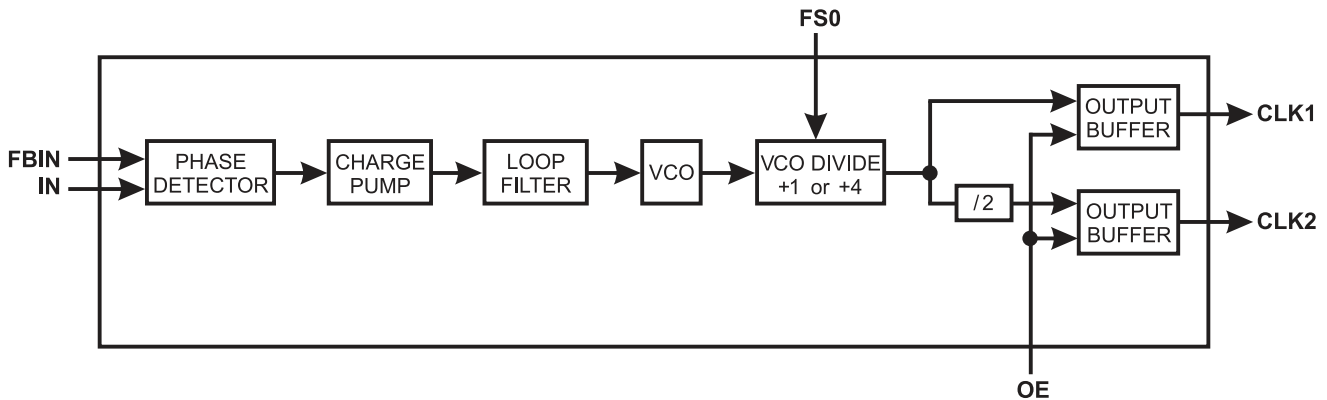 FS0
FBIN
IN
PHASE
DETECTOR
CHARGE
PUMP
LOOP
FILTER
VCO
VCO DIVIDE
+1 or +4
/2
OUTPUT
BUFFER
CLK1
OUTPUT
BUFFER
CLK2
OE